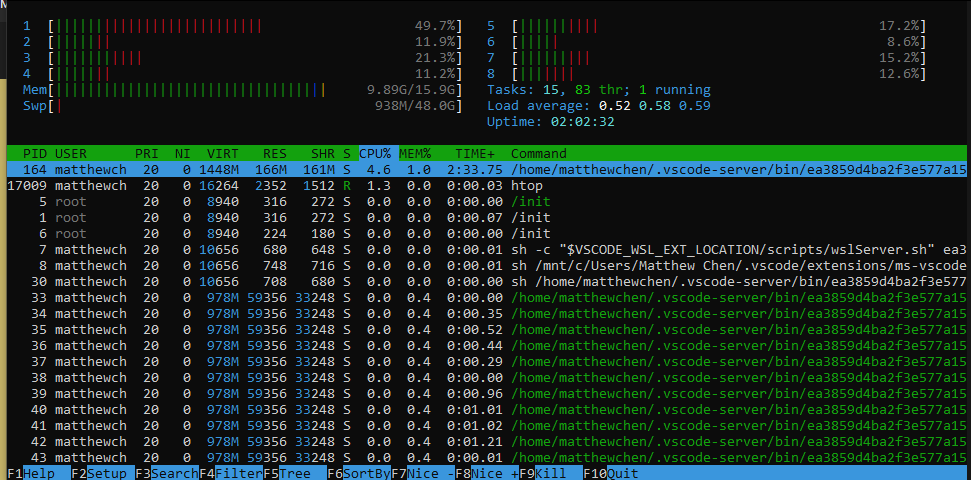 1 [|||||||||||||||||||||||||| 49.7%] 5 [|||||||||| 17.2%]
2 [||||||| 11.9%] 6 [||||| 8.6%]
3 [||||||||||| 21.3%] 7 [||||||||| 15.2%]
4 [||||||| 11.2%] 8 [||||||| 12.6%]
Mem[|||||||||||||||||||||||||||||||||| 9.89G/15.9G] Tasks: 15, 83 thr; 1 running
Swp[| 938M/48.0G] Load average: 0.52 0.58 0.59
Uptime: 02:02:32
PID USER PRI NI VIRT RES SHR S CPU% MEM% TIME+ Command
164 matthewch 20 0 1448M 166M 161M S 4.6 1.0 2:33.75 /home/matthewchen/.vscode-server/bin/ea3859d4ba2f3e577a15
17009 matthewch 20 0 16264 2352 1512 R 1.3 0.0 0:00.03 htop
5 root 20 0 8940 316 272 S 0.0 0.0 0:00.00 /init
1 root 20 0 8940 316 272 S 0.0 0.0 0:00.07 /init
6 root 20 0 8940 224 180 S 0.0 0.0 0:00.00 /init
7 matthewch 20 0 10656 680 648 S 0.0 0.0 0:00.01 sh -c "$VSCODE_WSL_EXT_LOCATION/scripts/wslServer.sh" ea3
8 matthewch 20 0 10656 748 716 S 0.0 0.0 0:00.01 sh /mnt/c/Users/Matthew Chen/.vscode/extensions/ms-vscode
30 matthewch 20 0 10656 708 680 S 0.0 0.0 0:00.00 sh /home/matthewchen/.vscode-server/bin/ea3859d4ba2f3e577
33 matthewch 20 0 978M 59356 33248 S 0.0 0.4 0:00.00 /home/matthewchen/.vscode-server/bin/ea3859d4ba2f3e577a15
34 matthewch 20 0 978M 59356 33248 S 0.0 0.4 0:00.35 /home/matthewchen/.vscode-server/bin/ea3859d4ba2f3e577a15
35 matthewch 20 0 978M 59356 33248 S 0.0 0.4 0:00.52 /home/matthewchen/.vscode-server/bin/ea3859d4ba2f3e577a15
36 matthewch 20 0 978M 59356 33248 S 0.0 0.4 0:00.44 /home/matthewchen/.vscode-server/bin/ea3859d4ba2f3e577a15
37 matthewch 20 0 978M 59356 33248 S 0.0 0.4 0:00.29 /home/matthewchen/.vscode-server/bin/ea3859d4ba2f3e577a15
38 matthewch 20 0 978M 59356 33248 S 0.0 0.4 0:00.00 /home/matthewchen/.vscode-server/bin/ea3859d4ba2f3e577a15
39 matthewch 20 0 978M 59356 33248 S 0.0 0.4 0:00.96 /home/matthewchen/.vscode-server/bin/ea3859d4ba2f3e577a15
40 matthewch 20 0 978M 59356 33248 S 0.0 0.4 0:01.01 /home/matthewchen/.vscode-server/bin/ea3859d4ba2f3e577a15
41 matthewch 20 0 978M 59356 33248 S 0.0 0.4 0:01.02 /home/matthewchen/.vscode-server/bin/ea3859d4ba2f3e577a15
42 matthewch 20 0 978M 59356 33248 S 0.0 0.4 0:01.21 /home/matthewchen/.vscode-server/bin/ea3859d4ba2f3e577a15
43 matthewch 20 0 978M 59356 33248 S 0.0 0.4 0:00.01 /home/matthewchen/.vscode-server/bin/ea3859d4ba2f3e577a15
F1Help F2Setup F3SearchF4FilterF5Tree F6SortByF7Nice -F8Nice +F9Kill F10Quit